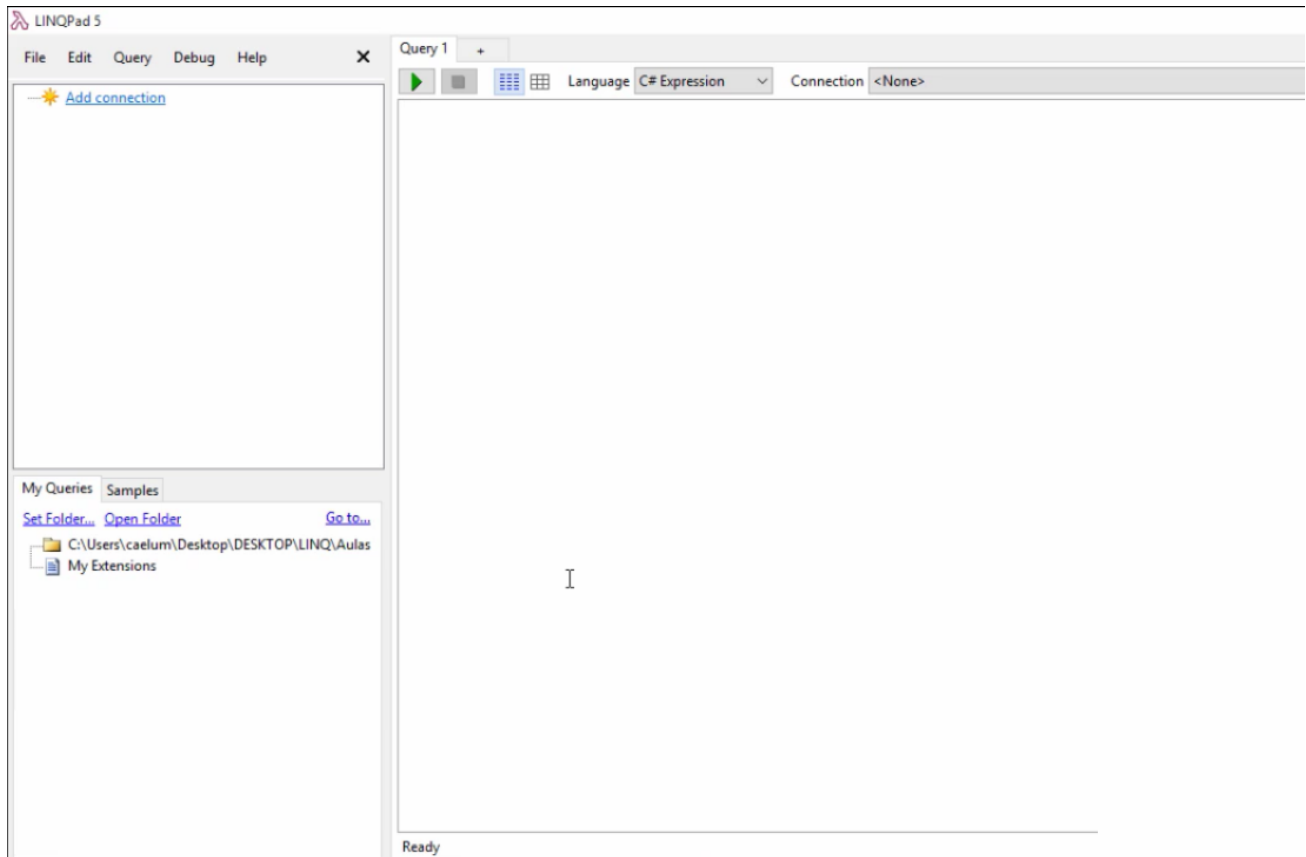 LINQPad 5
File Edit Query Debug Help
Add connection
My Queries Samples
Set Folder... Open Folder Go to...
C:\Users\caelum\Desktop\DESKTOP\LINQ\Aulas
My Extensions
Query 1 +
Language C# Expression Connection <None>
Ready